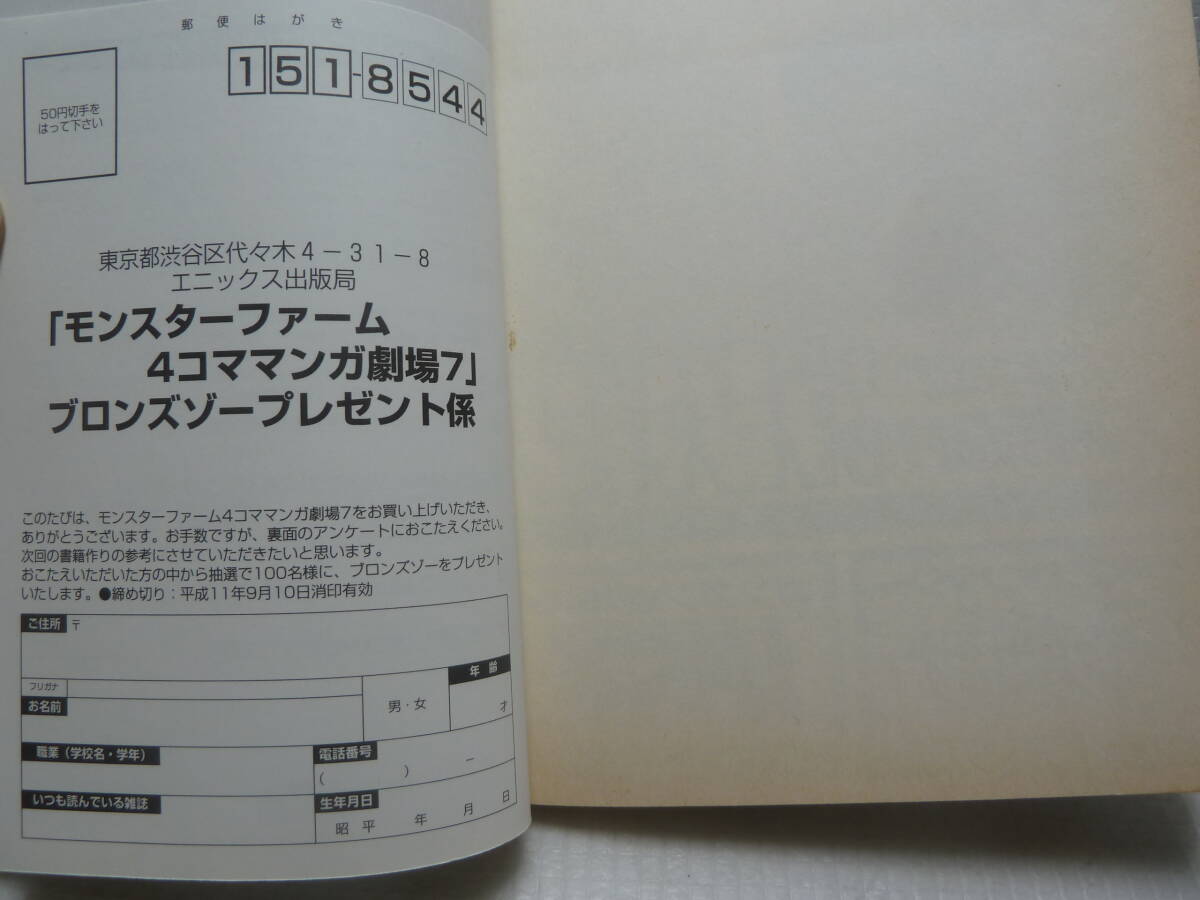 郵便はがき
151-8544
50円切手を
はって下さい
東京都渋谷区代々木4－31－8
エニックス出版局
「モンスターファーム
4コママンガ劇場7」
ブロンズゾープレゼント係
このたびは、モンスターファーム4コママンガ劇場7をお買い上げいただき、
ありがとうございます。お手数ですが、裏面のアンケートにおこたえください。
次回の書籍作りの参考にさせていただきたいと思います。
おこたえいただいた方の中から抽選で100名様に、ブロンズゾーをプレゼント
いたします。●締め切り：平成11年9月10日消印有効
ご住所 〒
フリガナ
お名前
男・女
年齢
才
職業（学校名・学年）
電話番号
（　　　）　　－
いつも読んでいる雑誌
生年月日
昭 平　　年　　月　　日